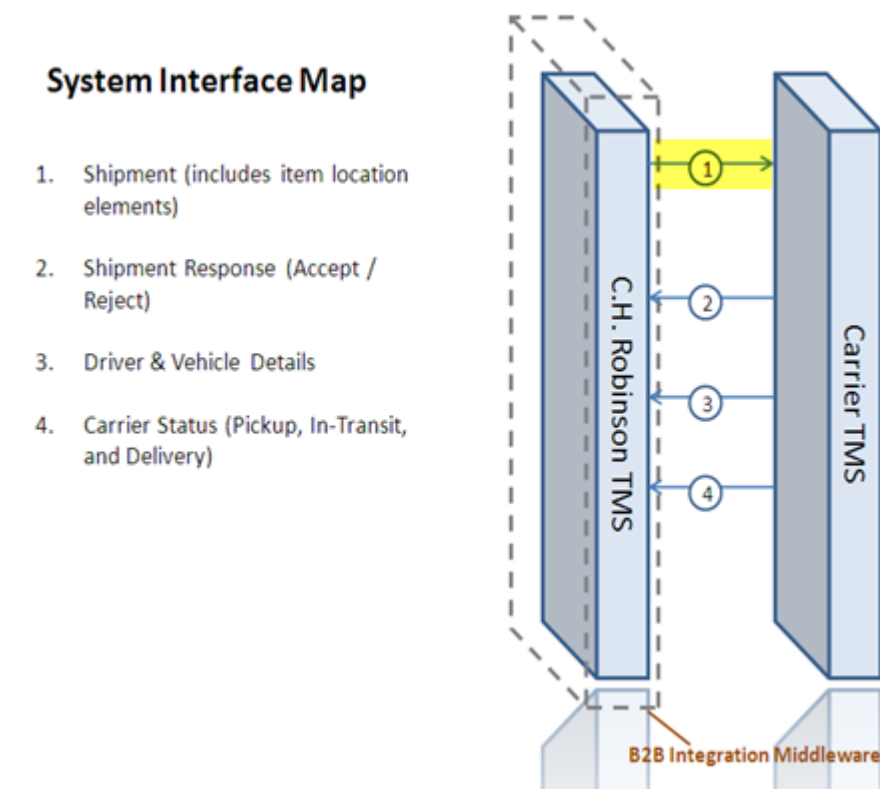 System Interface Map
1. Shipment (includes item location
elements)
2. Shipment Response (Accept /
Reject)
3. Driver & Vehicle Details
4. Carrier Status (Pickup, In-Transit,
and Delivery)
1
2
3
4
C.H. Robinson TMS
Carrier TMS
B2B Integration Middleware